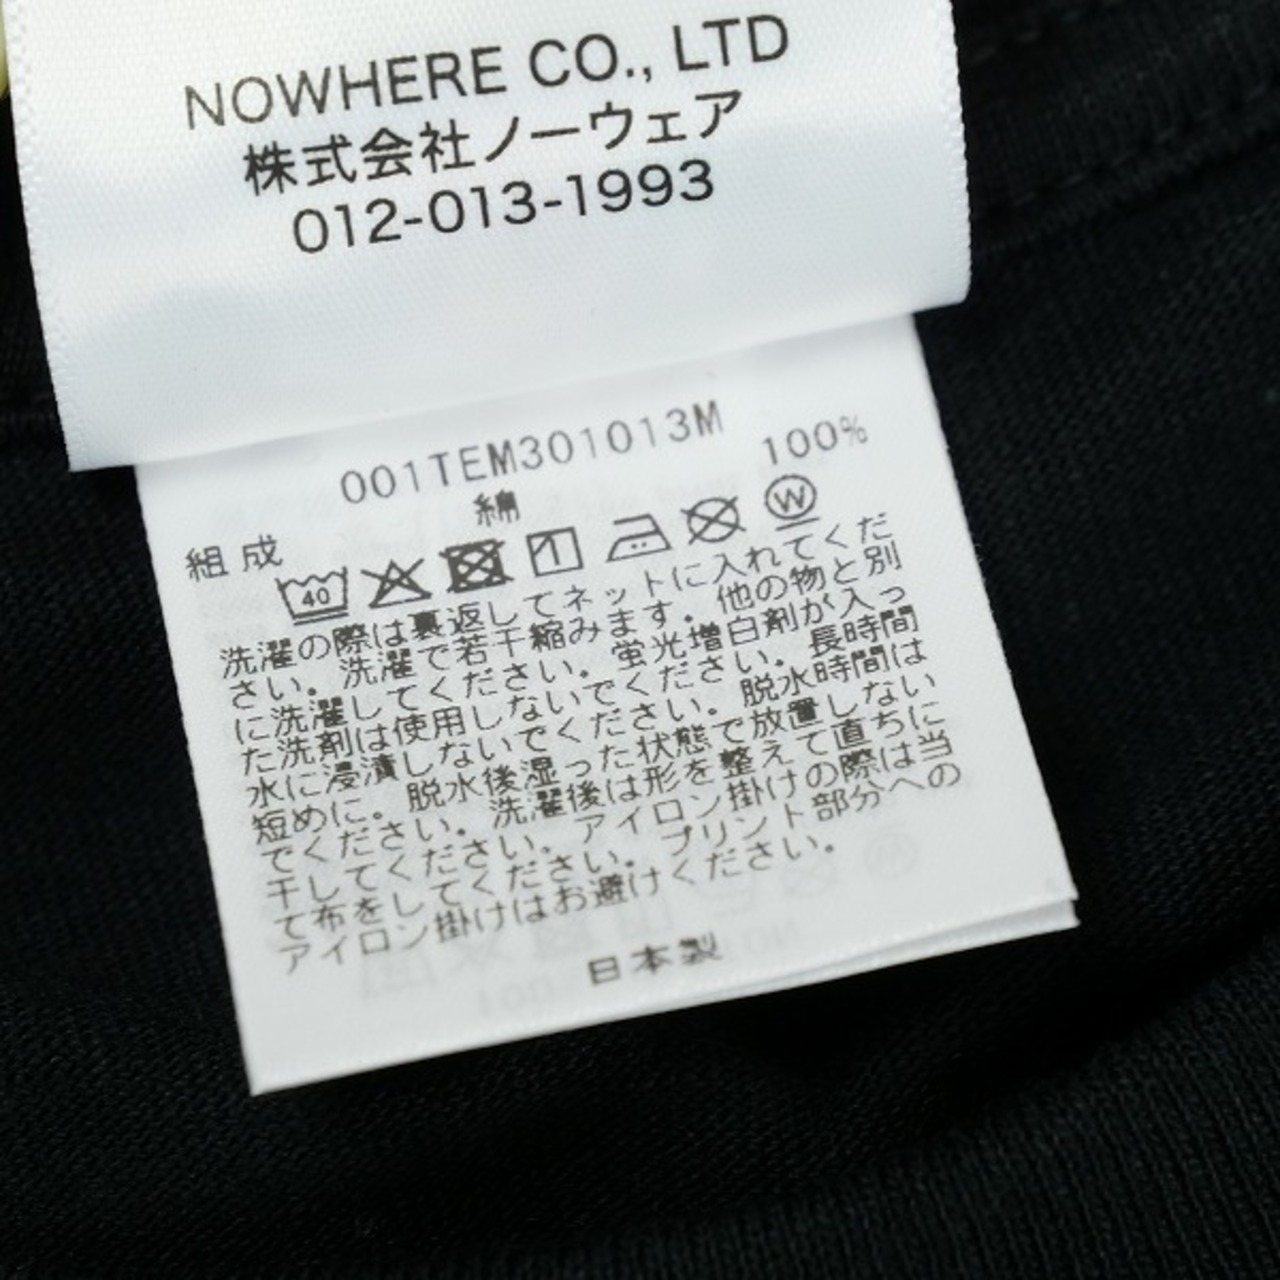 NOWHERE CO., LTD
株式会社ノーウェア
012-013-1993
001TEM301013M
組成 綿 100%
40
W
洗濯の際は裏返してネットに入れてくだ
さい。洗濯で若干縮みます。他の物と別
に洗濯してください。蛍光増白剤が入っ
た洗剤は使用しないでください。長時間
水に浸漬しないでください。脱水時間は
短めに。脱水後湿った状態で放置しない
でください。洗濯後は形を整えて直ちに
干してください。アイロン掛けの際は当
て布をしてください。プリント部分への
アイロン掛けはお避けください。
日本製